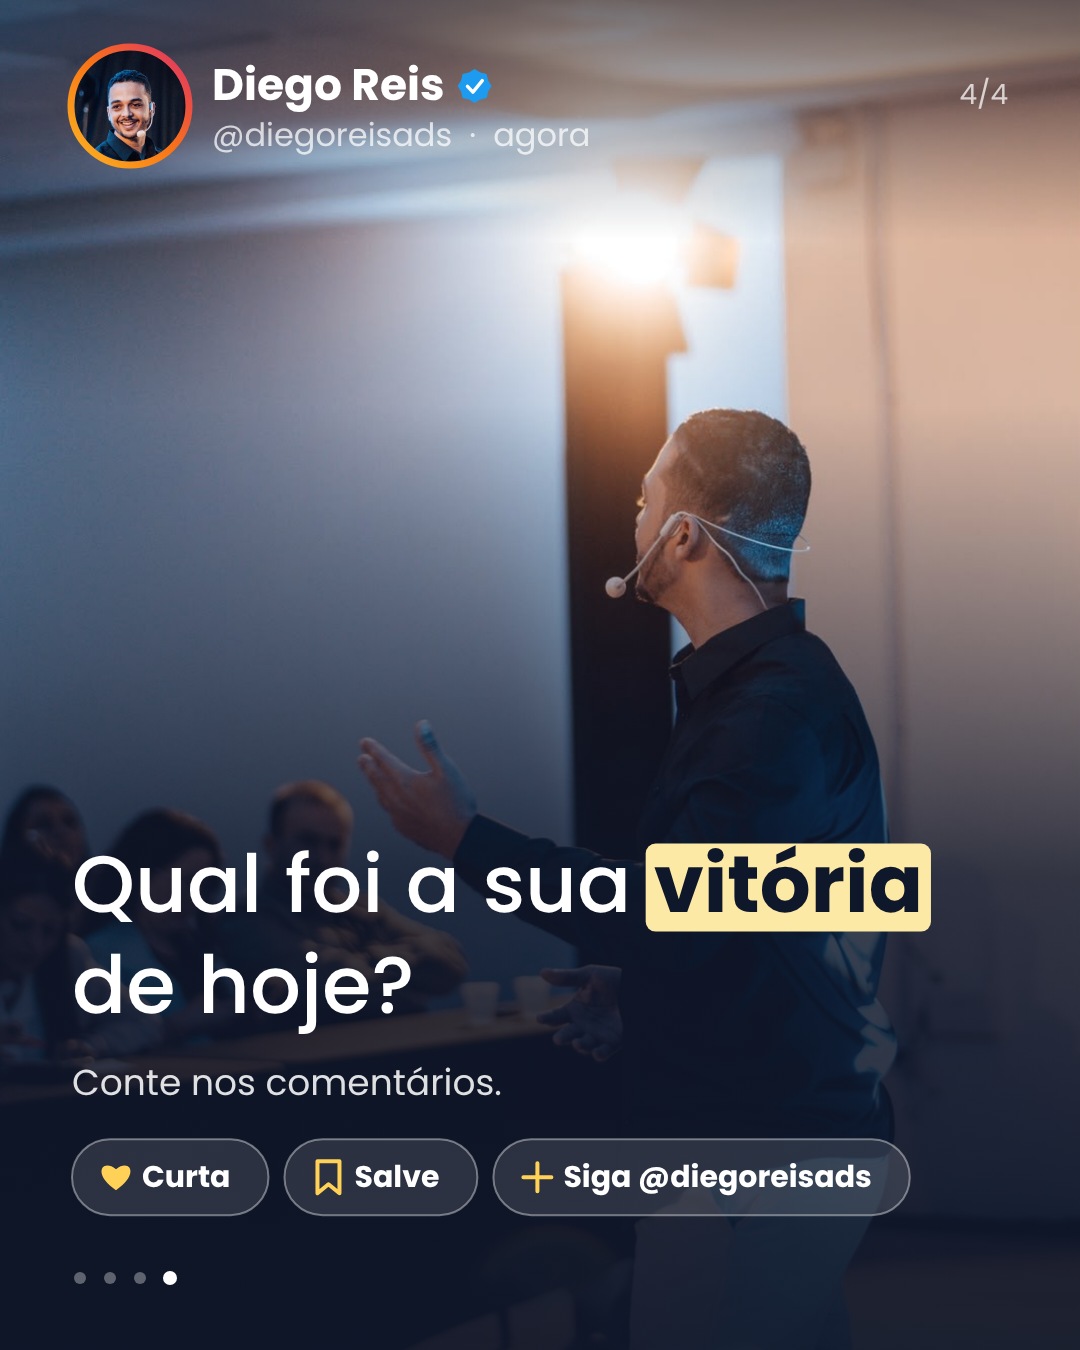 Diego Reis
@diegoreisads · agora
4/4
Qual foi a sua vitória
de hoje?
Conte nos comentários.
Curta
Salve
Siga @diegoreisads